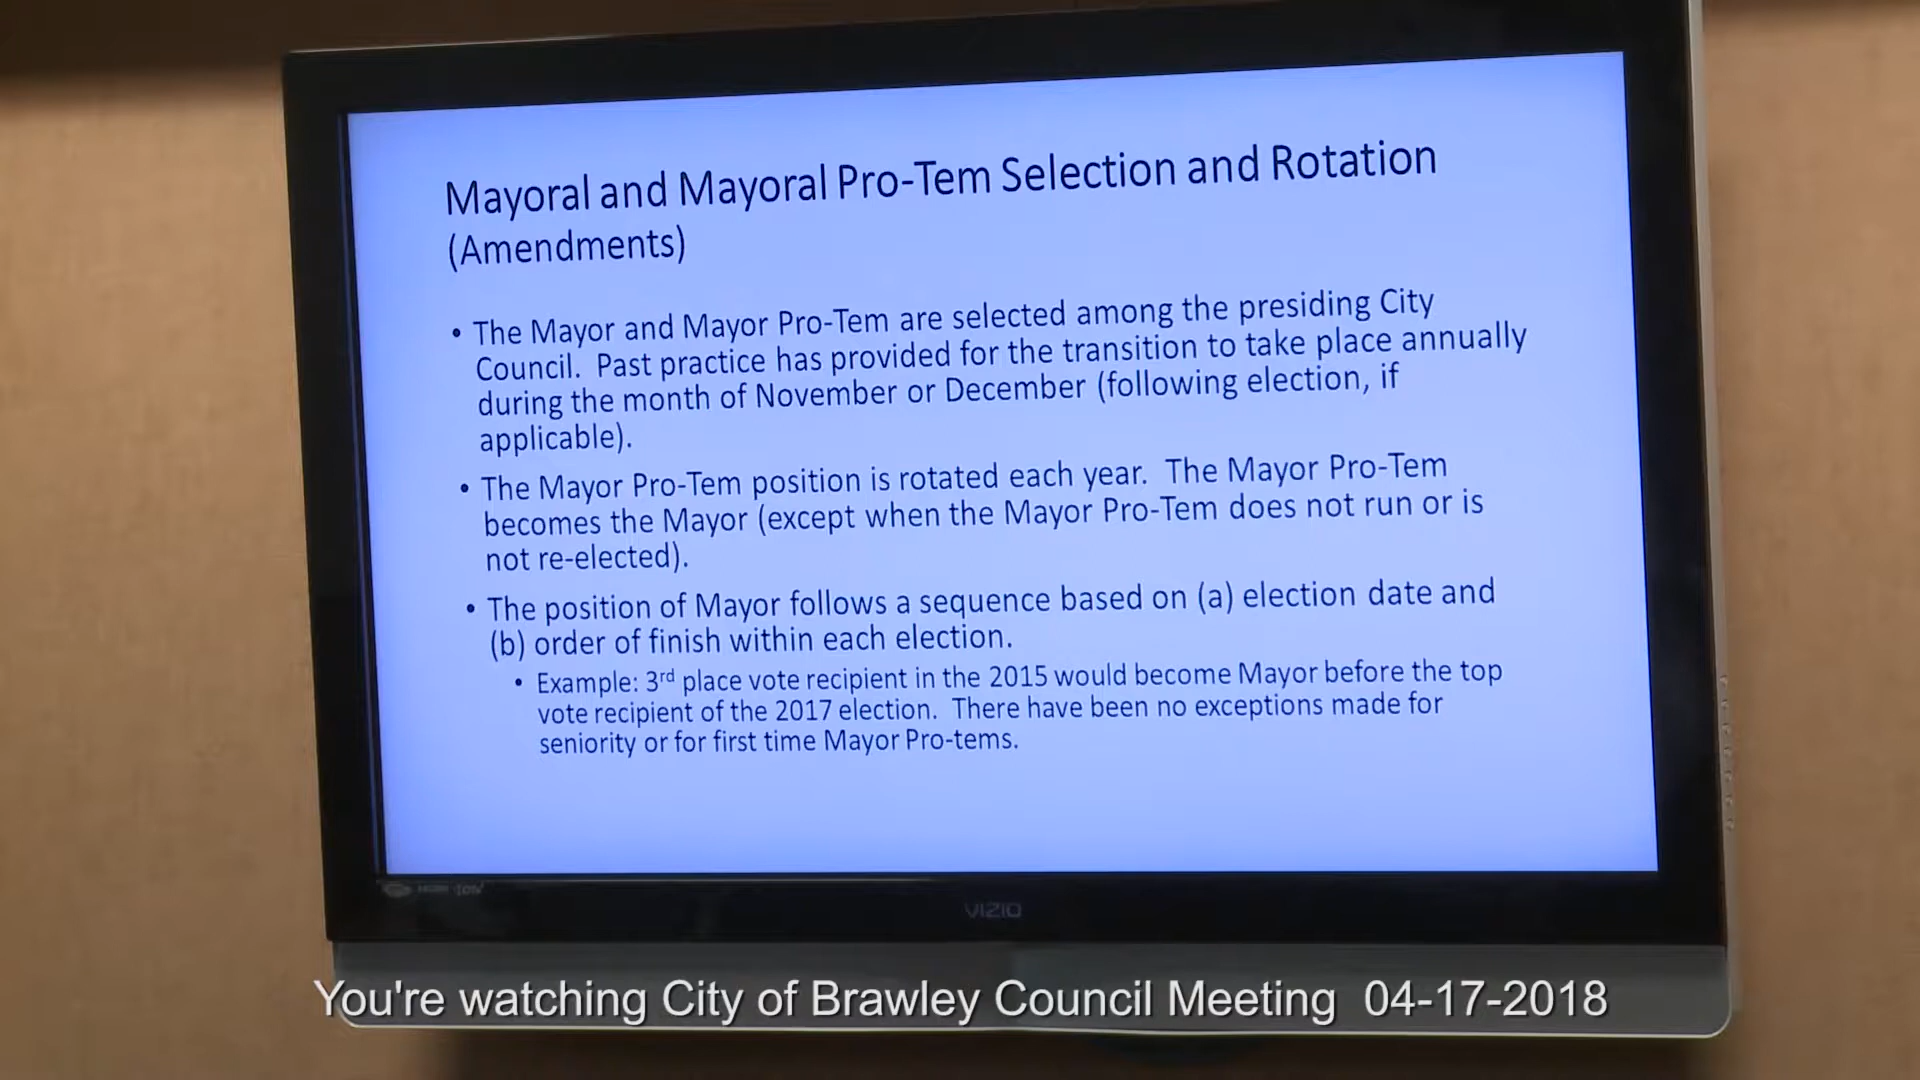 Mayoral and Mayoral Pro-Tem Selection and Rotation
(Amendments)
• The Mayor and Mayor Pro-Tem are selected among the presiding City
Council. Past practice has provided for the transition to take place annually
during the month of November or December (following election, if
applicable).
• The Mayor Pro-Tem position is rotated each year. The Mayor Pro-Tem
becomes the Mayor (except when the Mayor Pro-Tem does not run or is
not re-elected).
• The position of Mayor follows a sequence based on (a) election date and
(b) order of finish within each election.
• Example: 3rd place vote recipient in the 2015 would become Mayor before the top
vote recipient of the 2017 election. There have been no exceptions made for
seniority or for first time Mayor Pro-tems.
VIZIO
You're watching City of Brawley Council Meeting 04-17-2018